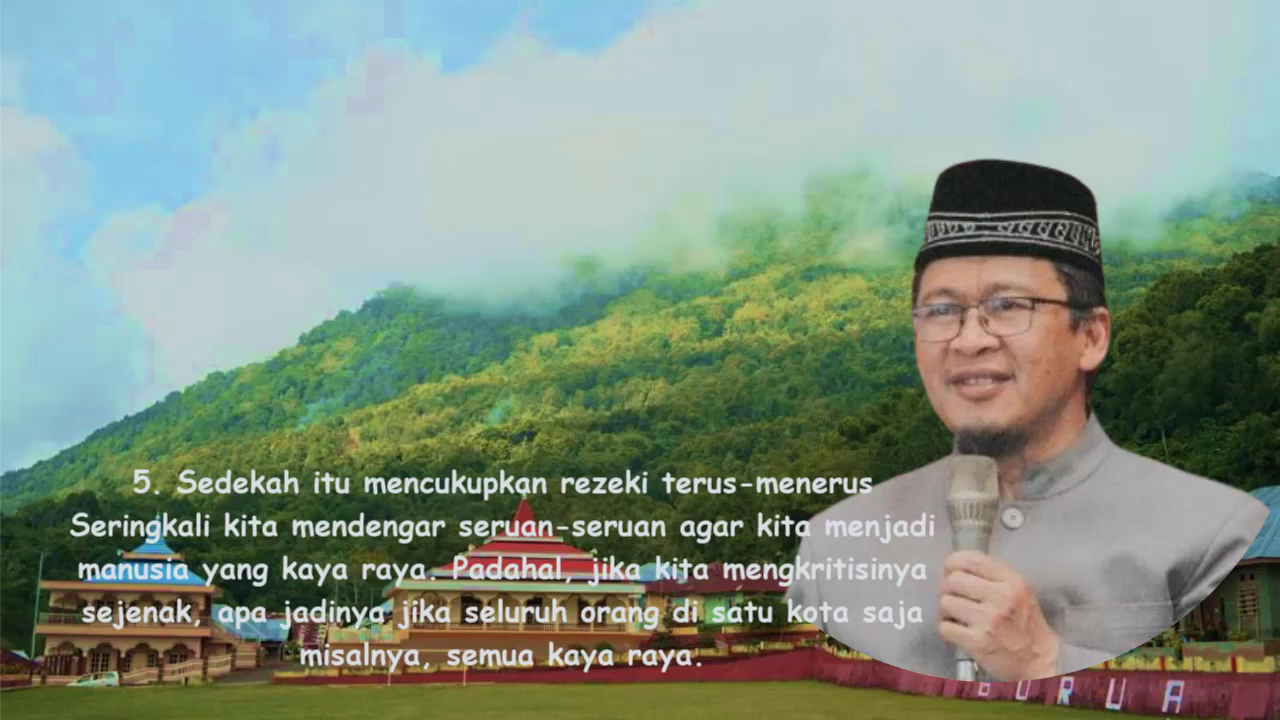 5. Sedekah itu mencukupkan rezeki terus-menerus
Seringkali kita mendengar seruan-seruan agar kita menjadi
manusia yang kaya raya. Padahal, jika kita mengkritisinya
sejenak, apa jadinya jika seluruh orang di satu kota saja
misalnya, semua kaya raya.
U R U A